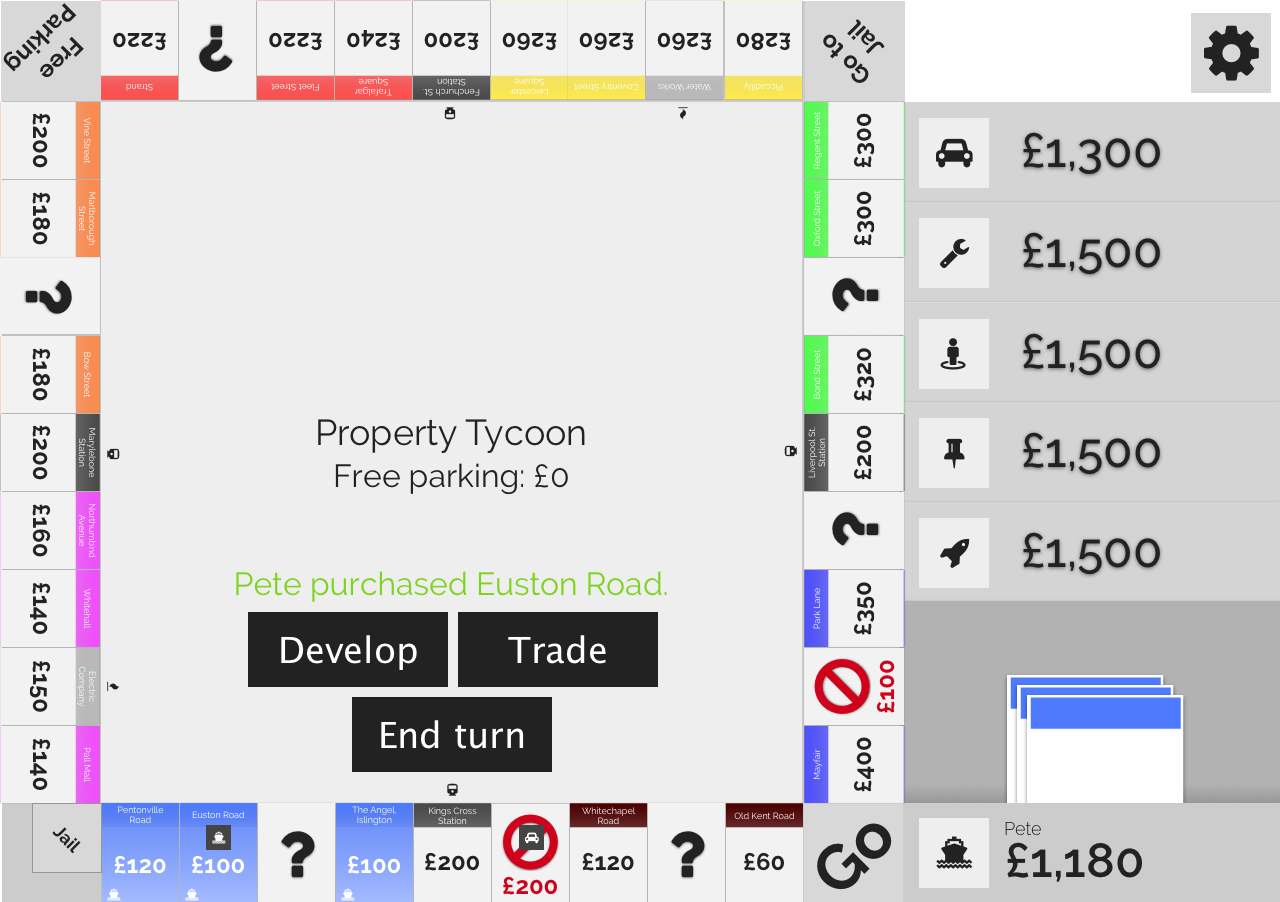 Free
Parking
£220
Strand
?
£220
Fleet Street
£240
Trafalgar
Square
£200
Fenchurch St.
Station
£260
Leicester
Square
£260
Coventry Street
£260
Water Works
£280
Piccadilly
Go to
Jail
£200
Vine Street
£180
Marlborough
Street
?
£180
Bow Street
£200
Marylebone
Station
£160
Northumbnd
Avenue
£140
Whitehall
£150
Electric
Company
£140
Pall Mall
Regent Street
£300
Oxford Street
£300
?
Bond Street
£320
Liverpool St.
Station
£200
?
Park Lane
£350
£100
Mayfair
£400
Property Tycoon
Free parking: £0
Pete purchased Euston Road.
Develop
Trade
End turn
Jail
Pentonville
Road
£120
Euston Road
£100
?
The Angel,
Islington
£100
Kings Cross
Station
£200
£200
Whitechapel
Road
£120
?
Old Kent Road
£60
Go
£1,300
£1,500
£1,500
£1,500
£1,500
Pete
£1,180